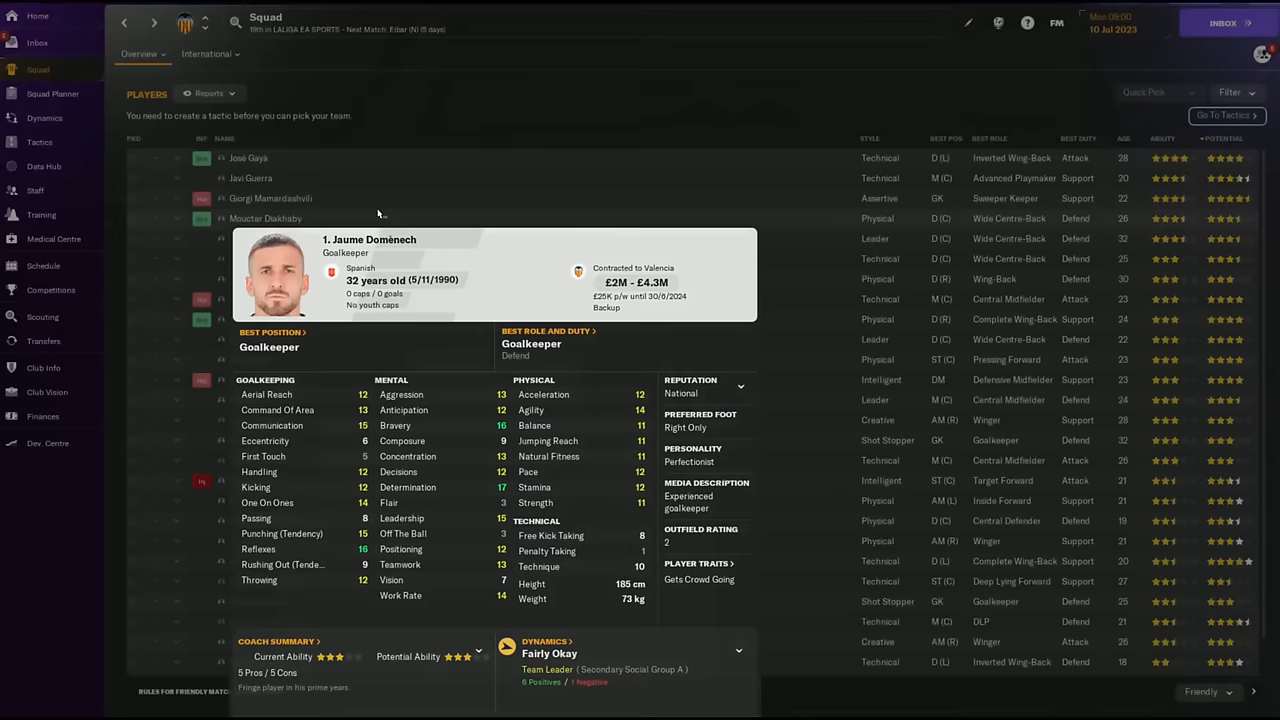 Home
Squad
19th in LALIGA EA SPORTS - Next Match: Eibar (N) (5 days)
FM
Mon 09:00
10 Jul 2023
INBOX
2
Inbox
Overview
International
6
Squad
Squad Planner
PLAYERS
Reports
Quick Pick
Filter
Dynamics
You need to create a tactic before you can pick your team.
Go To Tactics
Tactics
PKD
INF
NAME
STYLE
BEST POS
BEST ROLE
BEST DUTY
AGE
ABILITY
POTENTIAL
José Gayà
Technical
D (L)
Inverted Wing-Back
Attack
28
Data Hub
Javi Guerra
Technical
M (C)
Advanced Playmaker
Support
20
Staff
Giorgi Mamardashvili
Assertive
GK
Sweeper Keeper
Support
22
Training
Mouctar Diakhaby
Physical
D (C)
Wide Centre-Back
Defend
26
Medical Centre
Leader
D (C)
Wide Centre-Back
Defend
32
Schedule
Technical
D (C)
Wide Centre-Back
Defend
25
Competitions
Physical
D (R)
Wing-Back
Defend
30
Scouting
Technical
M (C)
Central Midfielder
Attack
23
Transfers
Physical
D (R)
Complete Wing-Back
Support
24
Club Info
Leader
D (C)
Wide Centre-Back
Defend
22
Club Vision
Physical
ST (C)
Pressing Forward
Attack
23
Finances
Intelligent
DM
Defensive Midfielder
Support
23
Dev. Centre
Leader
M (C)
Central Midfielder
Defend
24
Creative
AM (R)
Winger
Attack
28
Shot Stopper
GK
Goalkeeper
Defend
32
Technical
M (C)
Central Midfielder
Attack
26
Intelligent
ST (C)
Target Forward
Attack
21
Physical
AM (L)
Inside Forward
Support
21
Physical
D (C)
Central Defender
Defend
19
Physical
AM (R)
Winger
Support
21
Technical
D (L)
Complete Wing-Back
Support
20
Technical
ST (C)
Deep Lying Forward
Support
27
Shot Stopper
GK
Goalkeeper
Defend
25
Technical
M (C)
DLP
Defend
21
Creative
AM (R)
Winger
Attack
26
Technical
D (L)
Inverted Wing-Back
Defend
18
1. Jaume Domènech
Goalkeeper
Spanish
32 years old (5/11/1990)
0 caps / 0 goals
No youth caps
Contracted to Valencia
£2M - £4.3M
£25K p/w until 30/6/2024
Backup
BEST POSITION
Goalkeeper
BEST ROLE AND DUTY
Goalkeeper
Defend
GOALKEEPING
Aerial Reach 12
Command Of Area 13
Communication 15
Eccentricity 6
First Touch 5
Handling 12
Kicking 12
One On Ones 14
Passing 8
Punching (Tendency) 15
Reflexes 16
Rushing Out (Tende... 9
Throwing 12
MENTAL
Aggression 13
Anticipation 12
Bravery 16
Composure 9
Concentration 13
Decisions 12
Determination 17
Flair 3
Leadership 15
Off The Ball 3
Positioning 12
Teamwork 13
Vision 7
Work Rate 14
PHYSICAL
Acceleration 12
Agility 14
Balance 11
Jumping Reach 11
Natural Fitness 11
Pace 12
Stamina 12
Strength 11
TECHNICAL
Free Kick Taking 8
Penalty Taking 1
Technique 10
Height 185 cm
Weight 73 kg
REPUTATION
National
PREFERRED FOOT
Right Only
PERSONALITY
Perfectionist
MEDIA DESCRIPTION
Experienced
goalkeeper
OUTFIELD RATING
2
PLAYER TRAITS
Gets Crowd Going
COACH SUMMARY
Current Ability
Potential Ability
5 Pros / 5 Cons
Fringe player in his prime years
DYNAMICS
Fairly Okay
Team Leader ( Secondary Social Group A )
6 Positives / 1 Negative
RULES FOR FRIENDLY MATC
Friendly